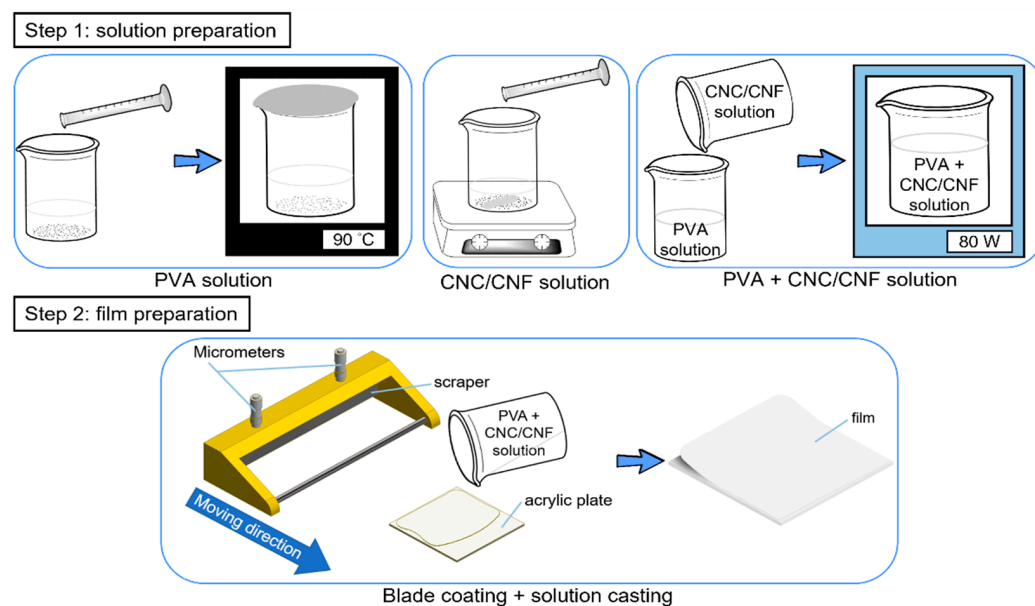 Step 1: solution preparation
90 °C
PVA solution
CNC/CNF solution
CNC/CNF
solution
PVA
solution
PVA +
CNC/CNF
solution
80 W
PVA + CNC/CNF solution
Step 2: film preparation
Micrometers
scraper
PVA +
CNC/CNF
solution
acrylic plate
Moving direction
film
Blade coating + solution casting